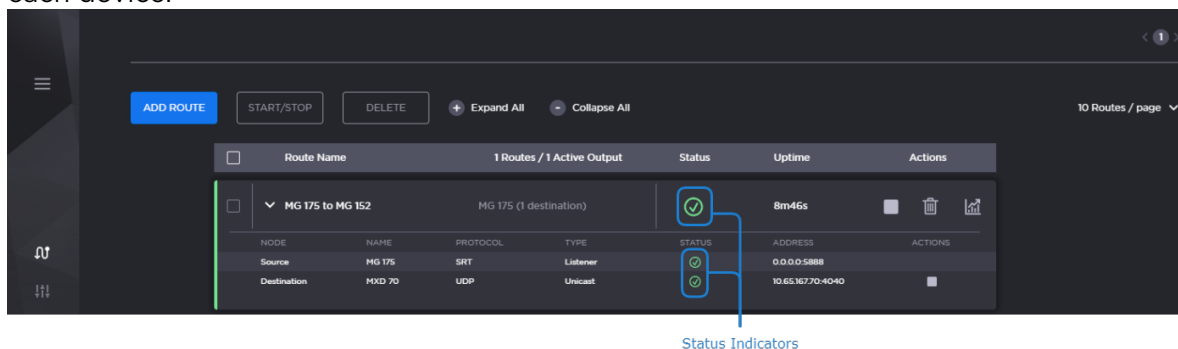 each device.
< 1 >
ADD ROUTE START/STOP DELETE + Expand All - Collapse All 10 Routes / page
Route Name 1 Routes / 1 Active Output Status Uptime Actions
MG 175 to MG 152 MG 175 (1 destination) 8m46s
NODE NAME PROTOCOL TYPE STATUS ADDRESS ACTIONS
Source MG 175 SRT Listener 0.0.0.0:5888
Destination MXD 70 UDP Unicast 10.65.167.70:4040
Status Indicators